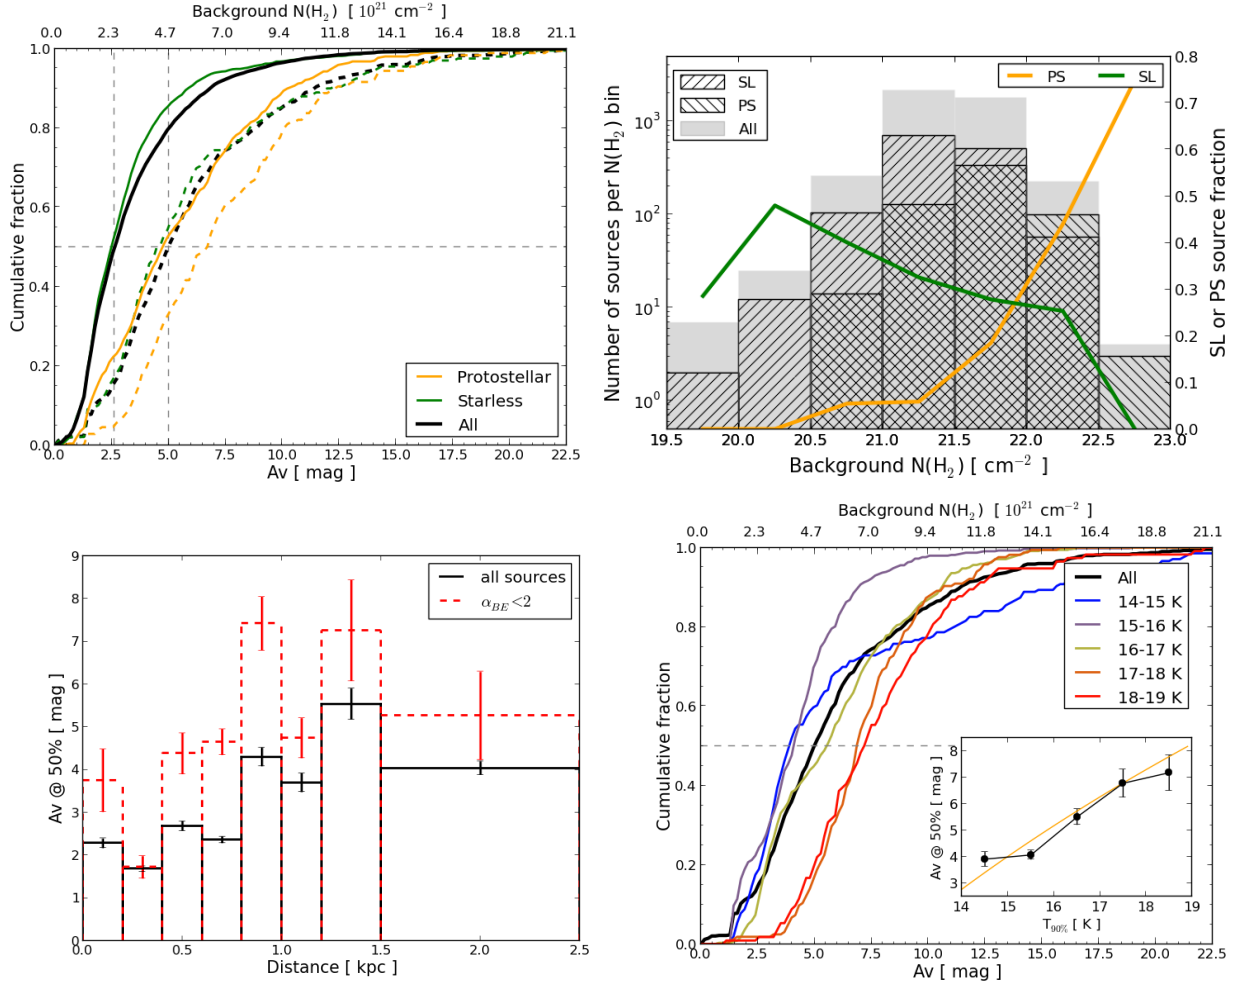 Background N(H₂) [ 10²¹ cm⁻² ]
0.0 2.3 4.7 7.0 9.4 11.8 14.1 16.4 18.8 21.1
1.0
0.8
0.6
0.4
0.2
0.0
Cumulative fraction
Protostellar
Starless
All
0.0 2.5 5.0 7.5 10.0 12.5 15.0 17.5 20.0 22.5
Av [ mag ]
SL
PS
All
PS SL
10³
10²
10¹
10⁰
Number of sources per N(H₂) bin
0.8
0.7
0.6
0.5
0.4
0.3
0.2
0.1
0.0
SL or PS source fraction
19.5 20.0 20.5 21.0 21.5 22.0 22.5 23.0
Background N(H₂) [ cm⁻² ]
9
8
7
6
5
4
3
2
1
0
Av @ 50% [ mag ]
all sources
α_BE<2
0.0 0.5 1.0 1.5 2.0 2.5
Distance [ kpc ]
Background N(H₂) [ 10²¹ cm⁻² ]
0.0 2.3 4.7 7.0 9.4 11.8 14.1 16.4 18.8 21.1
1.0
0.8
0.6
0.4
0.2
0.0
Cumulative fraction
All
14-15 K
15-16 K
16-17 K
17-18 K
18-19 K
8
7
6
5
4
3
Av @ 50% [ mag ]
14 15 16 17 18 19
T₉₀% [ K ]
0.0 2.5 5.0 7.5 10.0 12.5 15.0 17.5 20.0 22.5
Av [ mag ]